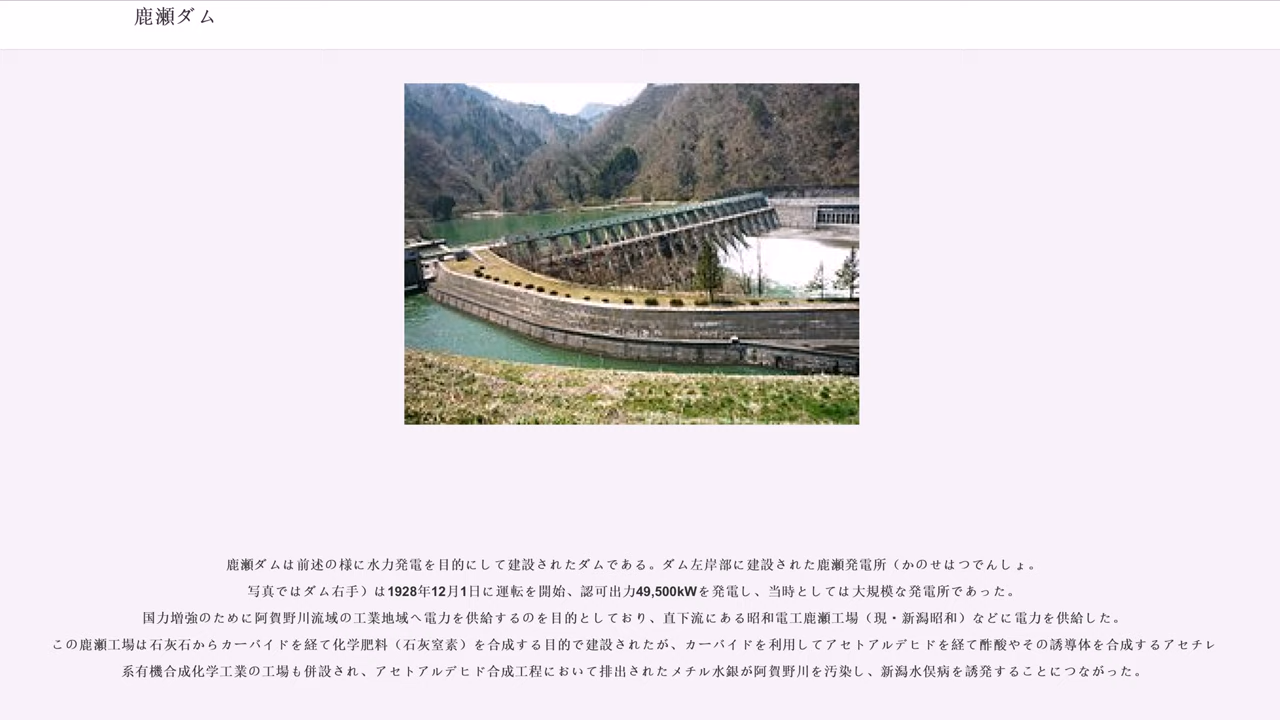 鹿瀬ダム
鹿瀬ダムは前述の様に水力発電を目的にして建設されたダムである。ダム左岸部に建設された鹿瀬発電所（かのせはつでんしょ。
写真ではダム右手）は1928年12月1日に運転を開始、認可出力49,500kWを発電し、当時としては大規模な発電所であった。
国力増強のために阿賀野川流域の工業地域へ電力を供給するのを目的としており、直下流にある昭和電工鹿瀬工場（現・新潟昭和）などに電力を供給した。
この鹿瀬工場は石灰石からカーバイドを経て化学肥料（石灰窒素）を合成する目的で建設されたが、カーバイドを利用してアセトアルデヒドを経て酢酸やその誘導体を合成するアセチレ
系有機合成化学工業の工場も併設され、アセトアルデヒド合成工程において排出されたメチル水銀が阿賀野川を汚染し、新潟水俣病を誘発することにつながった。